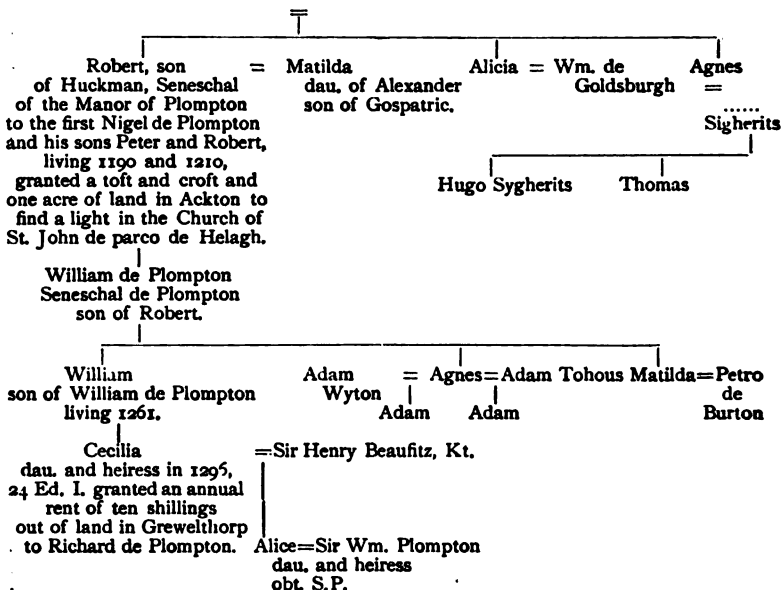 Robert, son = Matilda Alicia = Wm. de Agnes
of Huckman, Seneschal dau. of Alexander Goldsburgh =
of the Manor of Plompton son of Gospatric. ......
to the first Nigel de Plompton Sigherits
and his sons Peter and Robert,
living 1190 and 1210,
granted a toft and croft and Hugo Sygherits Thomas
one acre of land in Ackton to
find a light in the Church of
St. John de parco de Helagh.
William de Plompton
Seneschal de Plompton
son of Robert.
William Adam = Agnes=Adam Tohous Matilda=Petro
son of William de Plompton Wyton de
living 1261. Adam Adam Burton
Cecilia =Sir Henry Beaufitz, Kt.
dau. and heiress in 1296,
24 Ed. I. granted an annual
rent of ten shillings
out of land in Grewelthorp
to Richard de Plompton. Alice=Sir Wm. Plompton
dau. and heiress
obt. S.P.